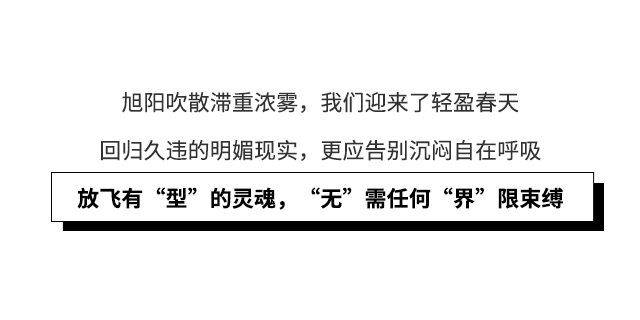 旭阳吹散滞重浓雾，我们迎来了轻盈春天
回归久违的明媚现实，更应告别沉闷自在呼吸
放飞有“型”的灵魂，“无”需任何“界”限束缚